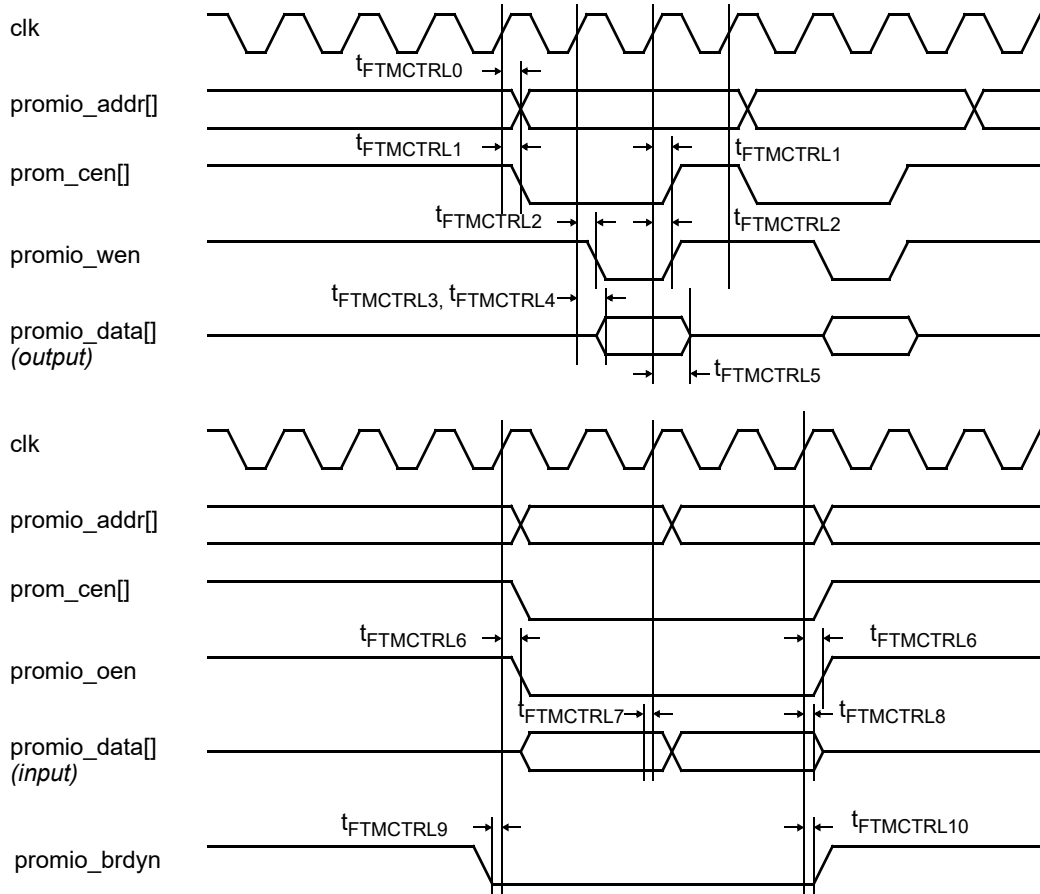 clk
tFTMCTRL0
promio_addr[]
tFTMCTRL1 tFTMCTRL1
prom_cen[]
tFTMCTRL2 tFTMCTRL2
promio_wen
tFTMCTRL3, tFTMCTRL4
promio_data[]
(output)
tFTMCTRL5
clk
promio_addr[]
prom_cen[]
tFTMCTRL6 tFTMCTRL6
promio_oen
tFTMCTRL7 tFTMCTRL8
promio_data[]
(input)
tFTMCTRL9 tFTMCTRL10
promio_brdyn